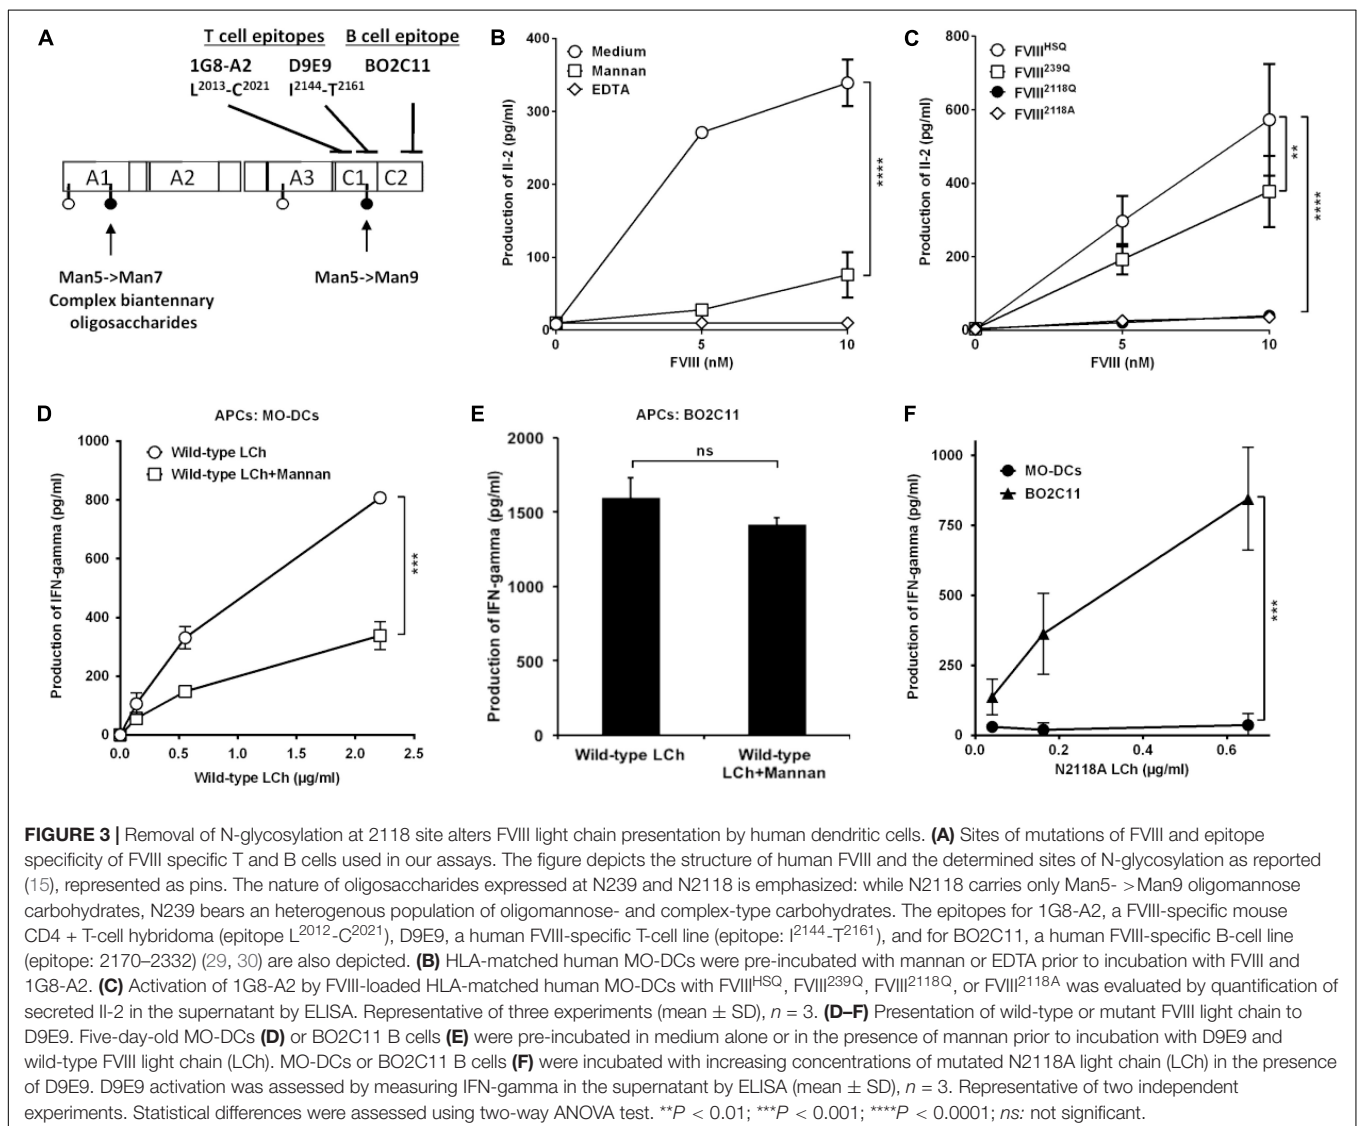 A
T cell epitopes B cell epitope
1G8-A2 D9E9 BO2C11
L2013-C2021 I2144-T2161
A1 A2 A3 C1 C2
Man5->Man7 Man5->Man9
Complex biantennary
oligosaccharides
B
Medium
Mannan
EDTA
Production of Il-2 (pg/ml)
400
300
200
100
0
0 5 10
FVIII (nM)
****
C
FVIIIHSQ
FVIII239Q
FVIII2118Q
FVIII2118A
Production of Il-2 (pg/ml)
800
600
400
200
0
0 5 10
FVIII (nM)
**
****
D
APCs: MO-DCs
Wild-type LCh
Wild-type LCh+Mannan
Production of IFN-gamma (pg/ml)
1000
800
600
400
200
0
0.0 0.5 1.0 1.5 2.0 2.5
Wild-type LCh (µg/ml)
***
E
APCs: BO2C11
Production of IFN-gamma (pg/ml)
2000
1500
1000
500
0
ns
Wild-type LCh Wild-type
LCh+Mannan
F
MO-DCs
BO2C11
Production of IFN-gamma (pg/ml)
1000
750
500
250
0
0.0 0.2 0.4 0.6
N2118A LCh (µg/ml)
***
FIGURE 3 | Removal of N-glycosylation at 2118 site alters FVIII light chain presentation by human dendritic cells. (A) Sites of mutations of FVIII and epitope
specificity of FVIII specific T and B cells used in our assays. The figure depicts the structure of human FVIII and the determined sites of N-glycosylation as reported
(15), represented as pins. The nature of oligosaccharides expressed at N239 and N2118 is emphasized: while N2118 carries only Man5- >Man9 oligomannose
carbohydrates, N239 bears an heterogenous population of oligomannose- and complex-type carbohydrates. The epitopes for 1G8-A2, a FVIII-specific mouse
CD4 + T-cell hybridoma (epitope L2012-C2021), D9E9, a human FVIII-specific T-cell line (epitope: I2144-T2161), and for BO2C11, a human FVIII-specific B-cell line
(epitope: 2170–2332) (29, 30) are also depicted. (B) HLA-matched human MO-DCs were pre-incubated with mannan or EDTA prior to incubation with FVIII and
1G8-A2. (C) Activation of 1G8-A2 by FVIII-loaded HLA-matched human MO-DCs with FVIIIHSQ, FVIII239Q, FVIII2118Q, or FVIII2118A was evaluated by quantification of
secreted Il-2 in the supernatant by ELISA. Representative of three experiments (mean ± SD), n = 3. (D–F) Presentation of wild-type or mutant FVIII light chain to
D9E9. Five-day-old MO-DCs (D) or BO2C11 B cells (E) were pre-incubated in medium alone or in the presence of mannan prior to incubation with D9E9 and
wild-type FVIII light chain (LCh). MO-DCs or BO2C11 B cells (F) were incubated with increasing concentrations of mutated N2118A light chain (LCh) in the presence
of D9E9. D9E9 activation was assessed by measuring IFN-gamma in the supernatant by ELISA (mean ± SD), n = 3. Representative of two independent
experiments. Statistical differences were assessed using two-way ANOVA test. **P < 0.01; ***P < 0.001; ****P < 0.0001; ns: not significant.